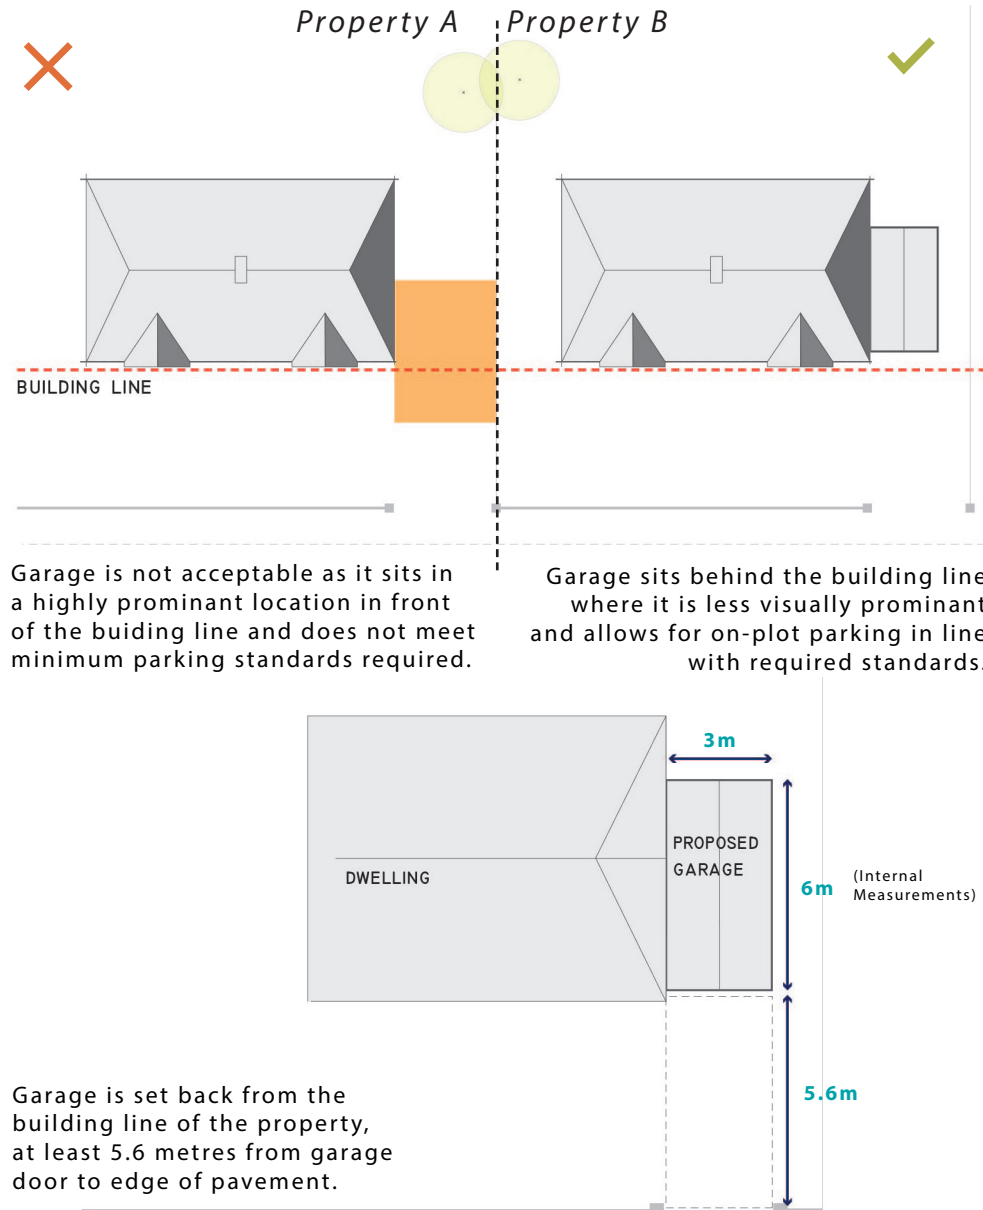 Property A Property B
BUILDING LINE
Garage is not acceptable as it sits in
a highly prominant location in front
of the buiding line and does not meet
minimum parking standards required.
Garage sits behind the building line
where it is less visually prominant
and allows for on-plot parking in line
with required standards.
3m
PROPOSED
GARAGE
DWELLING
6m
(Internal
Measurements)
5.6m
Garage is set back from the
building line of the property,
at least 5.6 metres from garage
door to edge of pavement.